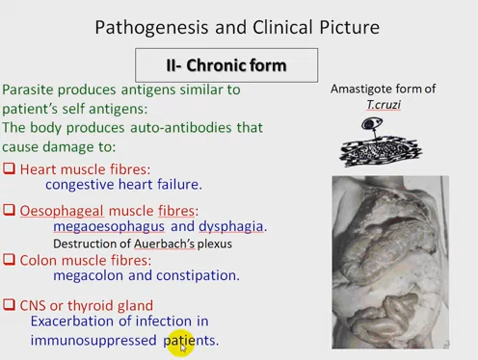 Pathogenesis and Clinical Picture
II- Chronic form
Parasite produces antigens similar to
patient's self antigens:
The body produces auto-antibodies that
cause damage to:
Heart muscle fibres:
congestive heart failure.
Oesophageal muscle fibres:
megaoesophagus and dysphagia.
Destruction of Auerbach's plexus
Colon muscle fibres:
megacolon and constipation.
CNS or thyroid gland
Exacerbation of infection in
immunosuppressed patients.
Amastigote form of
T.cruzi